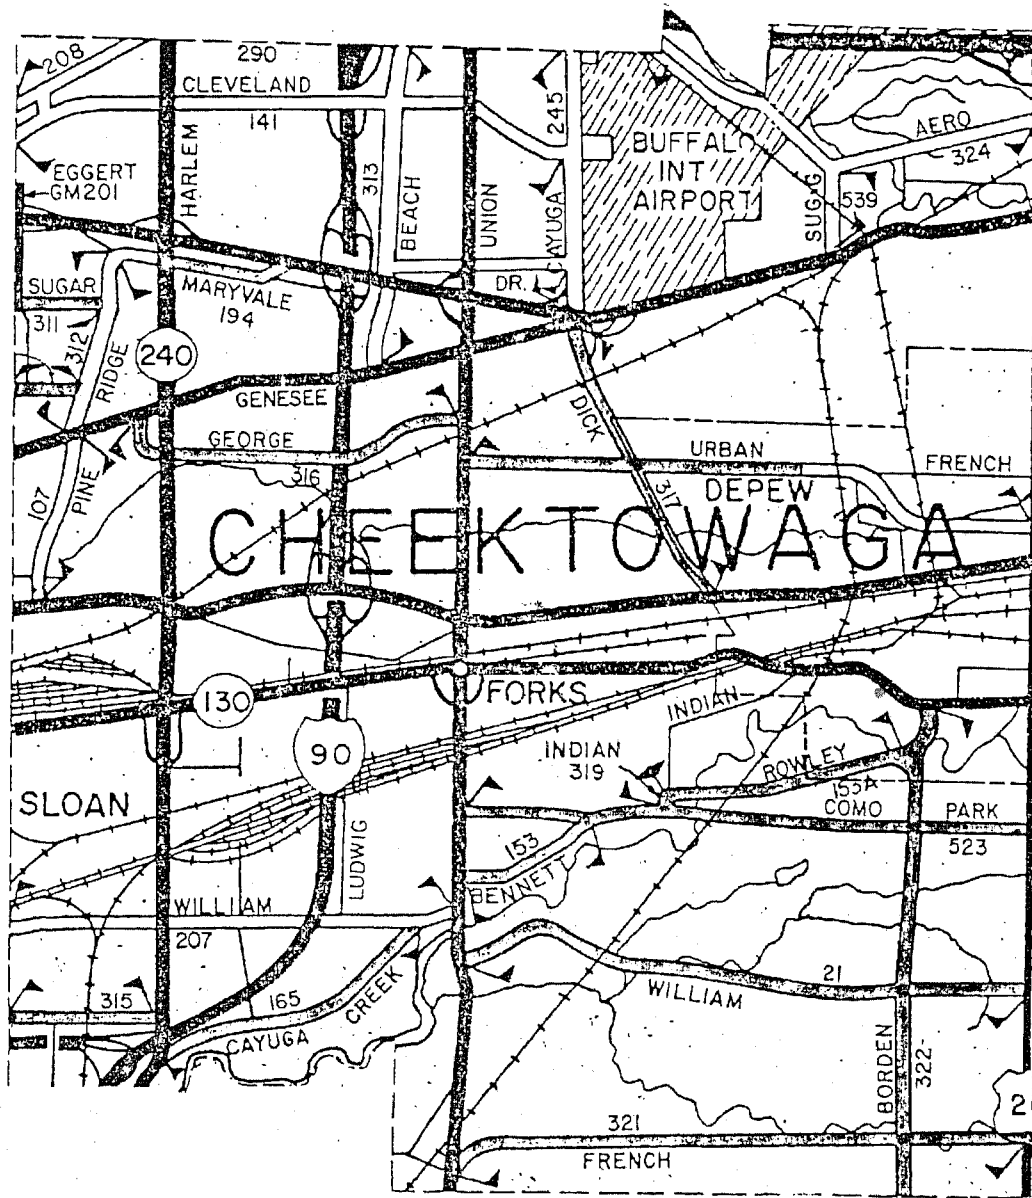 208
290
CLEVELAND
141
HARLEM
313
BEACH
UNION
CAYUGA 245
BUFFALO
INT
AIRPORT
AERO
324
SUGG
539
EGGERT
GM201
SUGAR
311
312
MARYVALE
194
DR.
240
RIDGE
PINE
107
GENESEE
GEORGE
316
DICK
317
URBAN
FRENCH
DEPEW
CHEEKTOWAGA
130
FORKS
INDIAN
90
INDIAN
319
ROWLEY
153A
COMO
PARK
523
SLOAN
LUDWIG
153
BENNETT
WILLIAM
207
315
165
CAYUGA
CREEK
21
WILLIAM
BORDEN
322
321
FRENCH